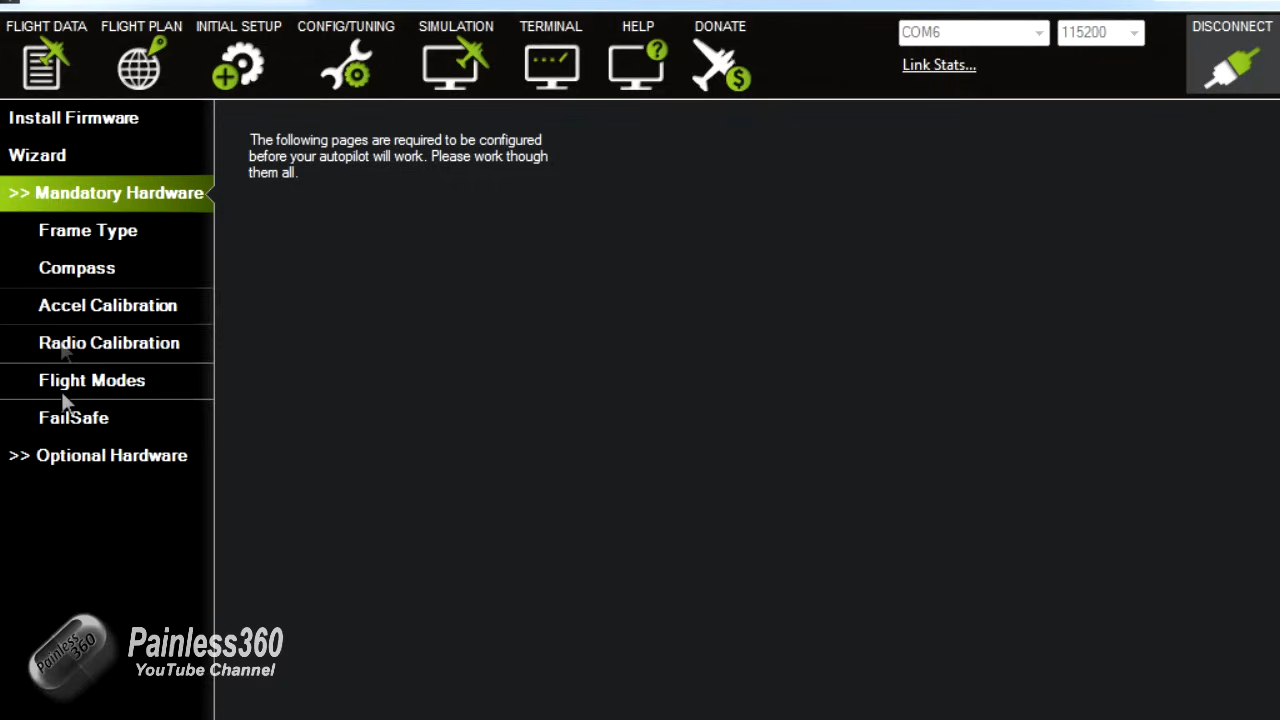 FLIGHT DATA
FLIGHT PLAN
INITIAL SETUP
CONFIG/TUNING
SIMULATION
TERMINAL
HELP
DONATE
COM6
115200
DISCONNECT
Link Stats...
Install Firmware
Wizard
>> Mandatory Hardware
Frame Type
Compass
Accel Calibration
Radio Calibration
Flight Modes
FailSafe
>> Optional Hardware
The following pages are required to be configured
before your autopilot will work. Please work though
them all.
Painless360
Painless360
YouTube Channel